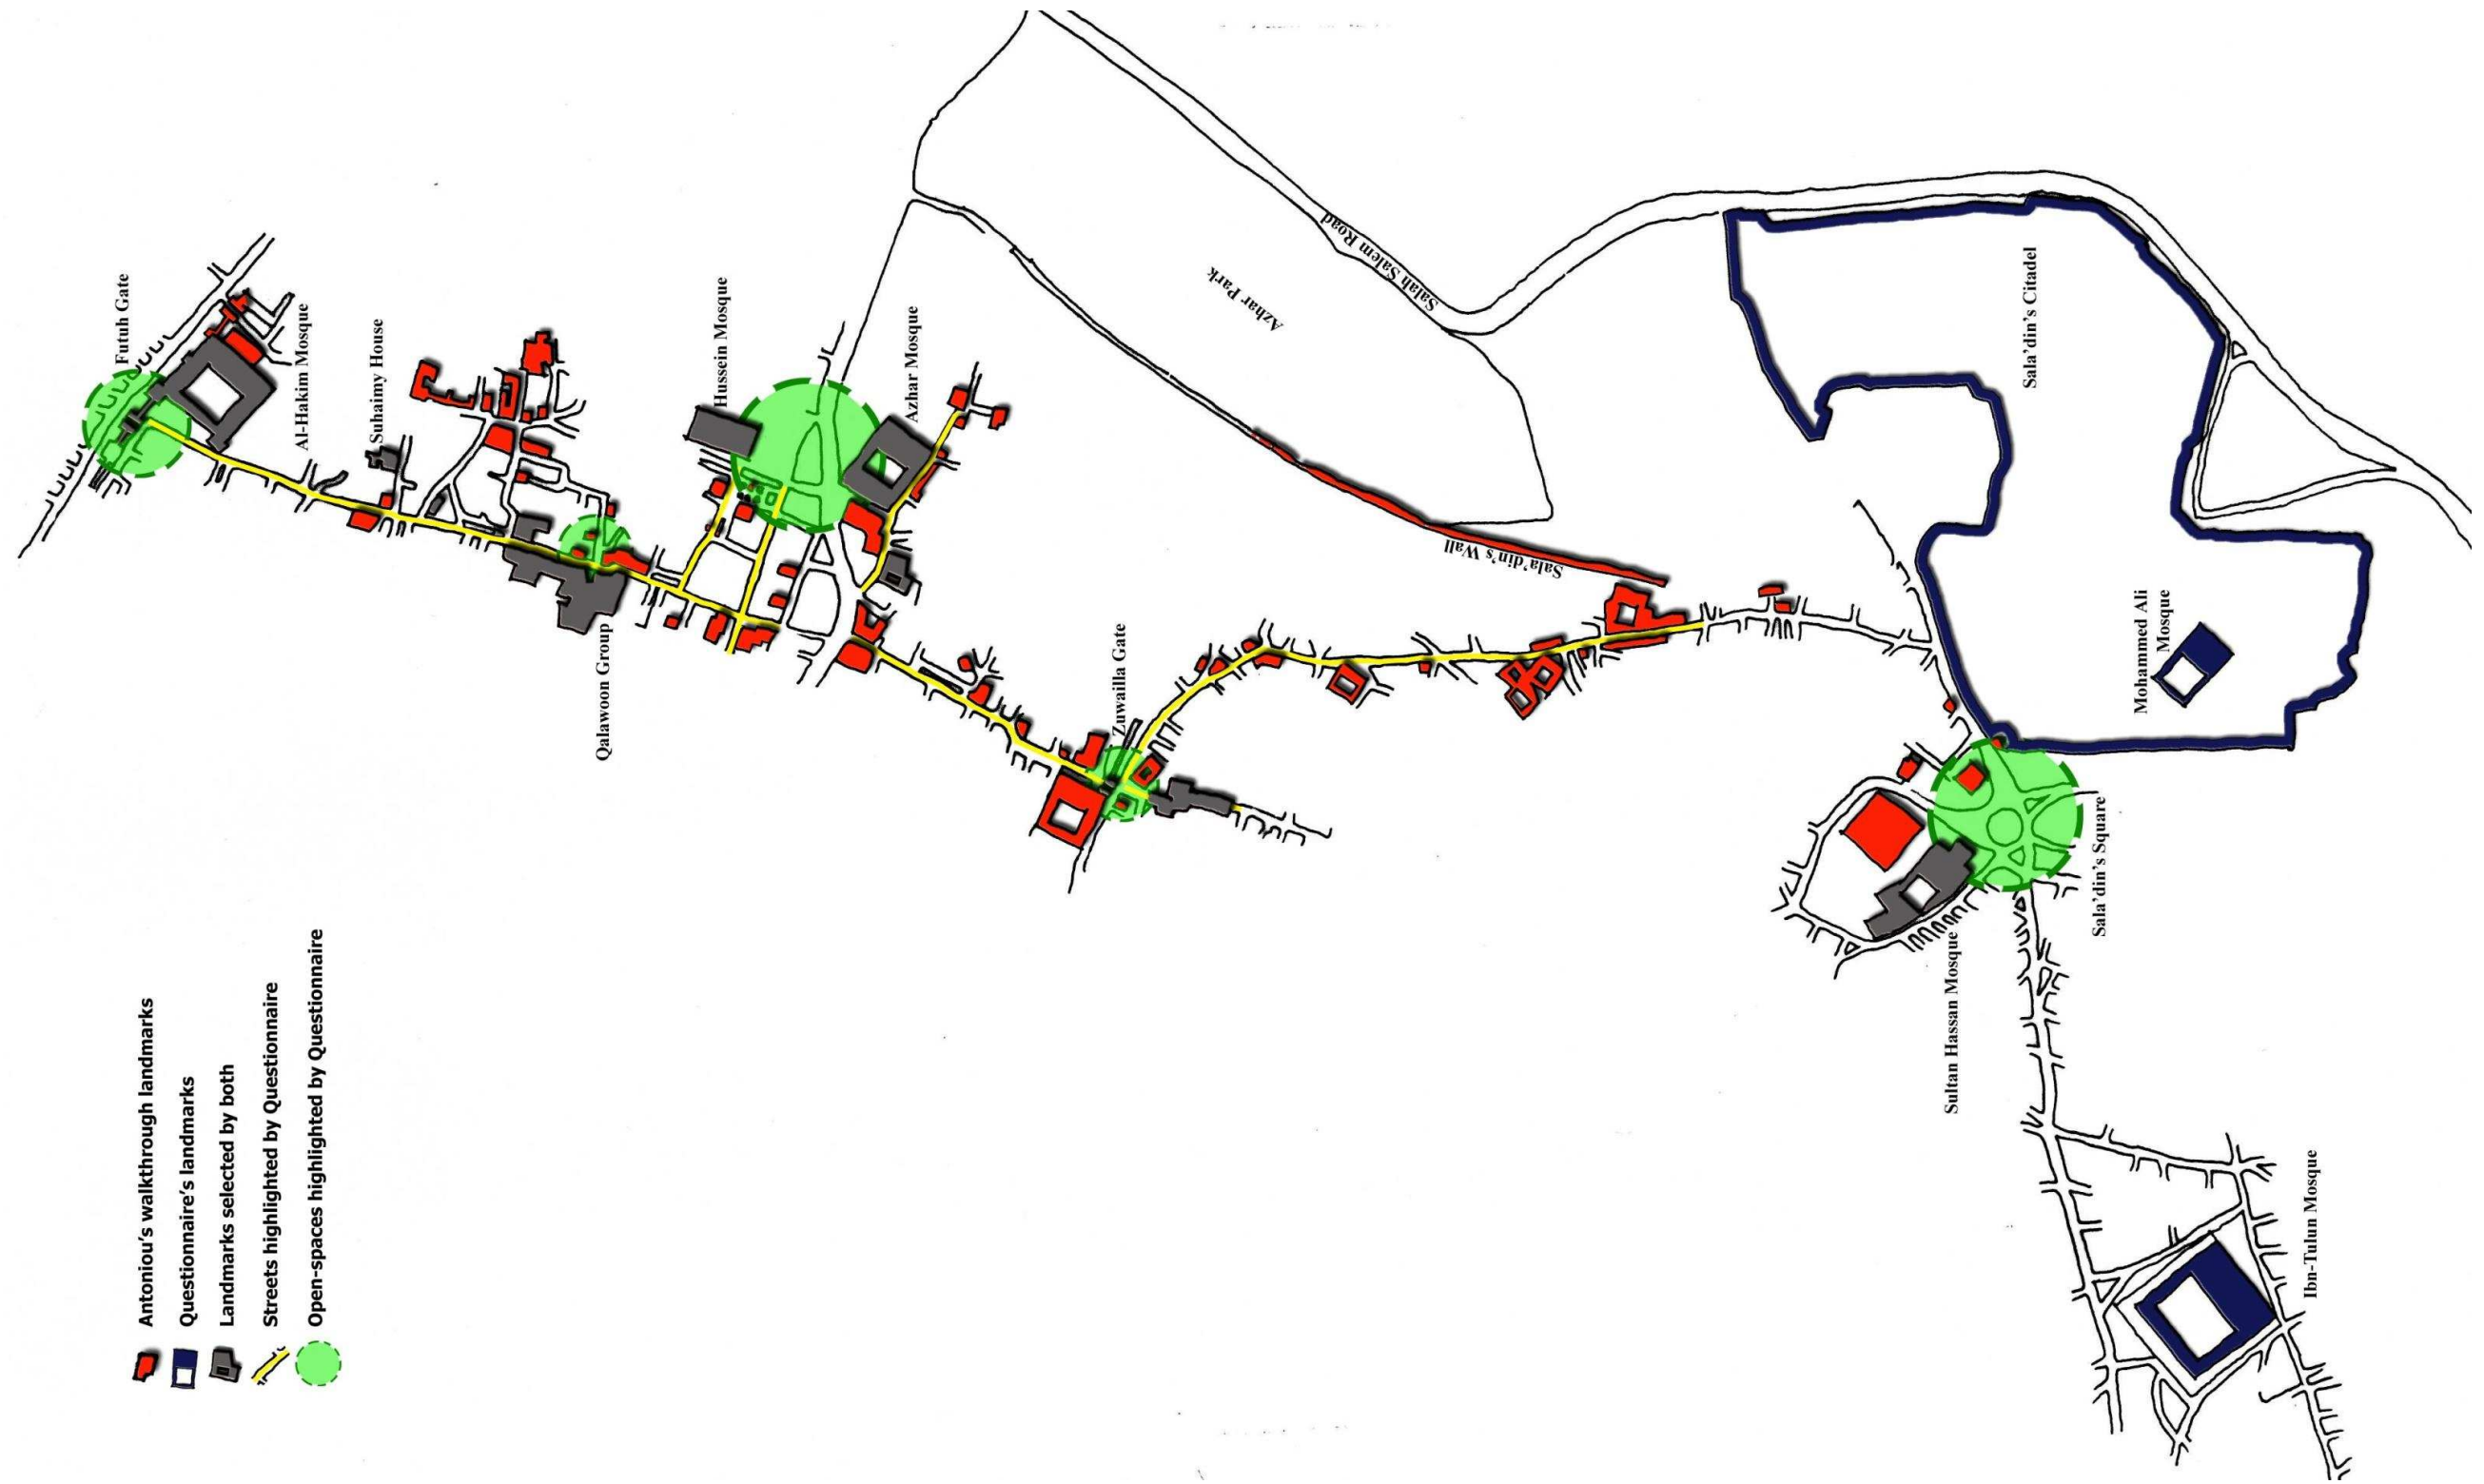 Futuh Gate
Al-Hakim Mosque
Suhaimy House
Qalawoon Group
Hussein Mosque
Azhar Mosque
Zuwailla Gate
Azhar Park
Salah Salem Road
Sala'din's Wall
Sala'din's Citadel
Mohammed Ali
Mosque
Sala'din's Square
Sultan Hassan Mosque
Ibn-Tulun Mosque
Antoniou's walkthrough landmarks
Questionnaire's landmarks
Landmarks selected by both
Streets highlighted by Questionnaire
Open-spaces highlighted by Questionnaire